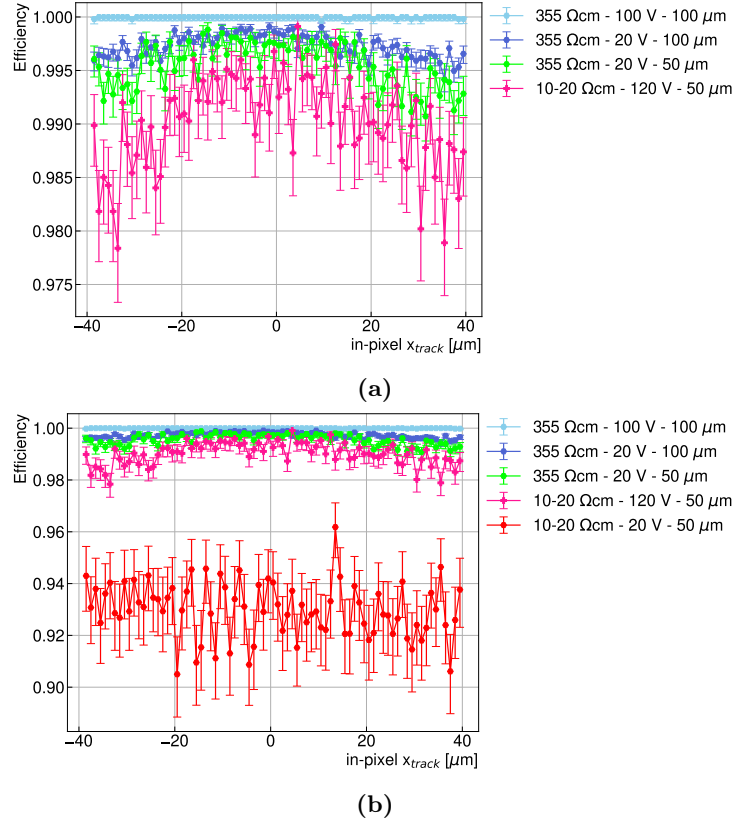 Efficiency
1.000
0.995
0.990
0.985
0.980
0.975
−40
−20
0
20
40
in-pixel x_track [μm]
355 Ωcm - 100 V - 100 μm
355 Ωcm - 20 V - 100 μm
355 Ωcm - 20 V - 50 μm
10-20 Ωcm - 120 V - 50 μm
(a)
Efficiency
1.00
0.98
0.96
0.94
0.92
0.90
−40
−20
0
20
40
in-pixel x_track [μm]
355 Ωcm - 100 V - 100 μm
355 Ωcm - 20 V - 100 μm
355 Ωcm - 20 V - 50 μm
10-20 Ωcm - 120 V - 50 μm
10-20 Ωcm - 20 V - 50 μm
(b)